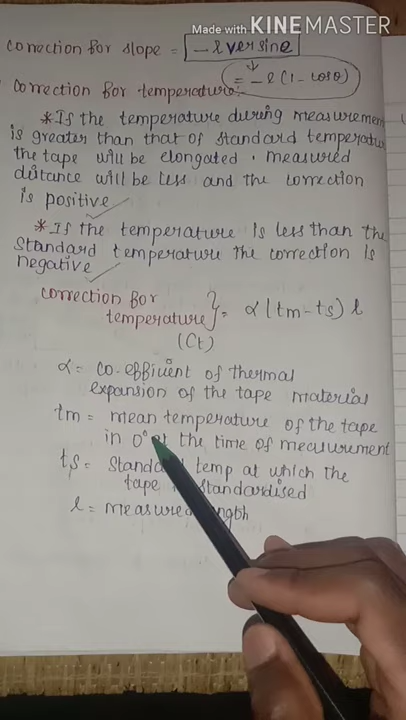 Made with KINEMASTER
Correction for slope = -l versine
= -l (1-cosθ)
Correction for temperature:
*If the temperature during measurement
is greater than that of standard temperatu
the tape will be elongated. measured
distance will be less and the correction
is positive
*If the temperature is less than the
standard temperature the correction is
negative
correction for
temperature } = α (tm-ts) l
(Ct)
α = co-efficient of thermal
expansion of the tape material
tm = mean temperature of the tape
in 0° at the time of measurement
ts = Standard temp at which the
tape standardised
l = measured length